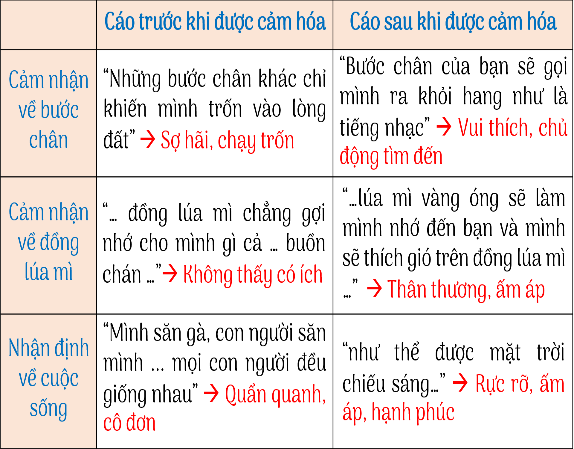 Cáo trước khi được cảm hóa
Cáo sau khi được cảm hóa
Cảm nhận
về bước
chân
“Những bước chân khác chỉ
khiến mình trốn vào lòng
đất” → Sợ hãi, chạy trốn
“Bước chân của bạn sẽ gọi
mình ra khỏi hang như là
tiếng nhạc” → Vui thích, chủ
động tìm đến
Cảm nhận
về đồng
lúa mì
“… đồng lúa mì chẳng gợi
nhớ cho mình gì cả … buồn
chán …”→ Không thấy có ích
“…lúa mì vàng óng sẽ làm
mình nhớ đến bạn và mình
sẽ thích gió trên đồng lúa mì
…” → Thân thương, ấm áp
Nhận định
về cuộc
sống
“Mình săn gà, con người săn
mình … mọi con người đều
giống nhau” → Quẩn quanh,
cô đơn
“như thể được mặt trời
chiếu sáng…” → Rực rỡ, ấm
áp, hạnh phúc